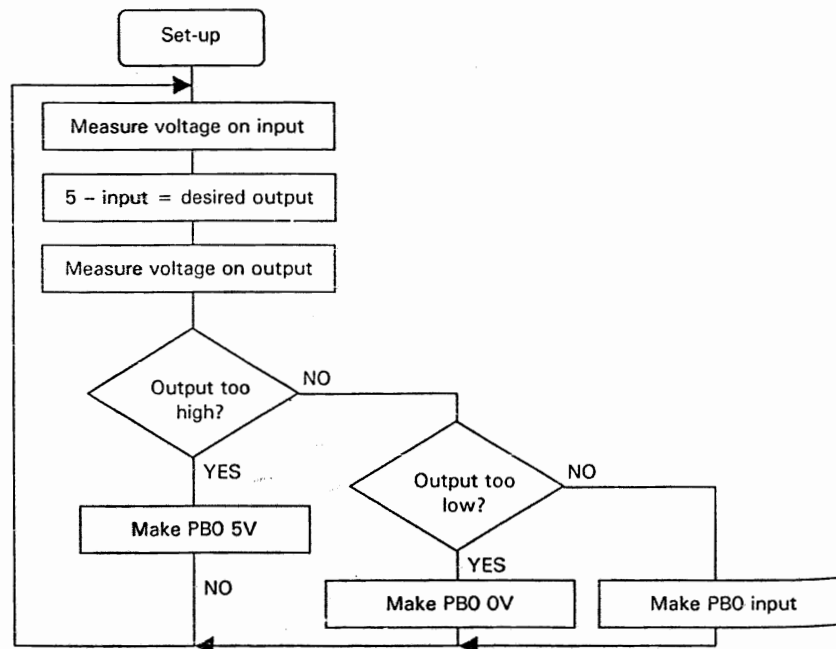 Set-up
Measure voltage on input
5 – input = desired output
Measure voltage on output
Output too
high?
NO
YES
Output too
low?
NO
Make PB0 5V
YES
NO
Make PB0 0V
Make PB0 input